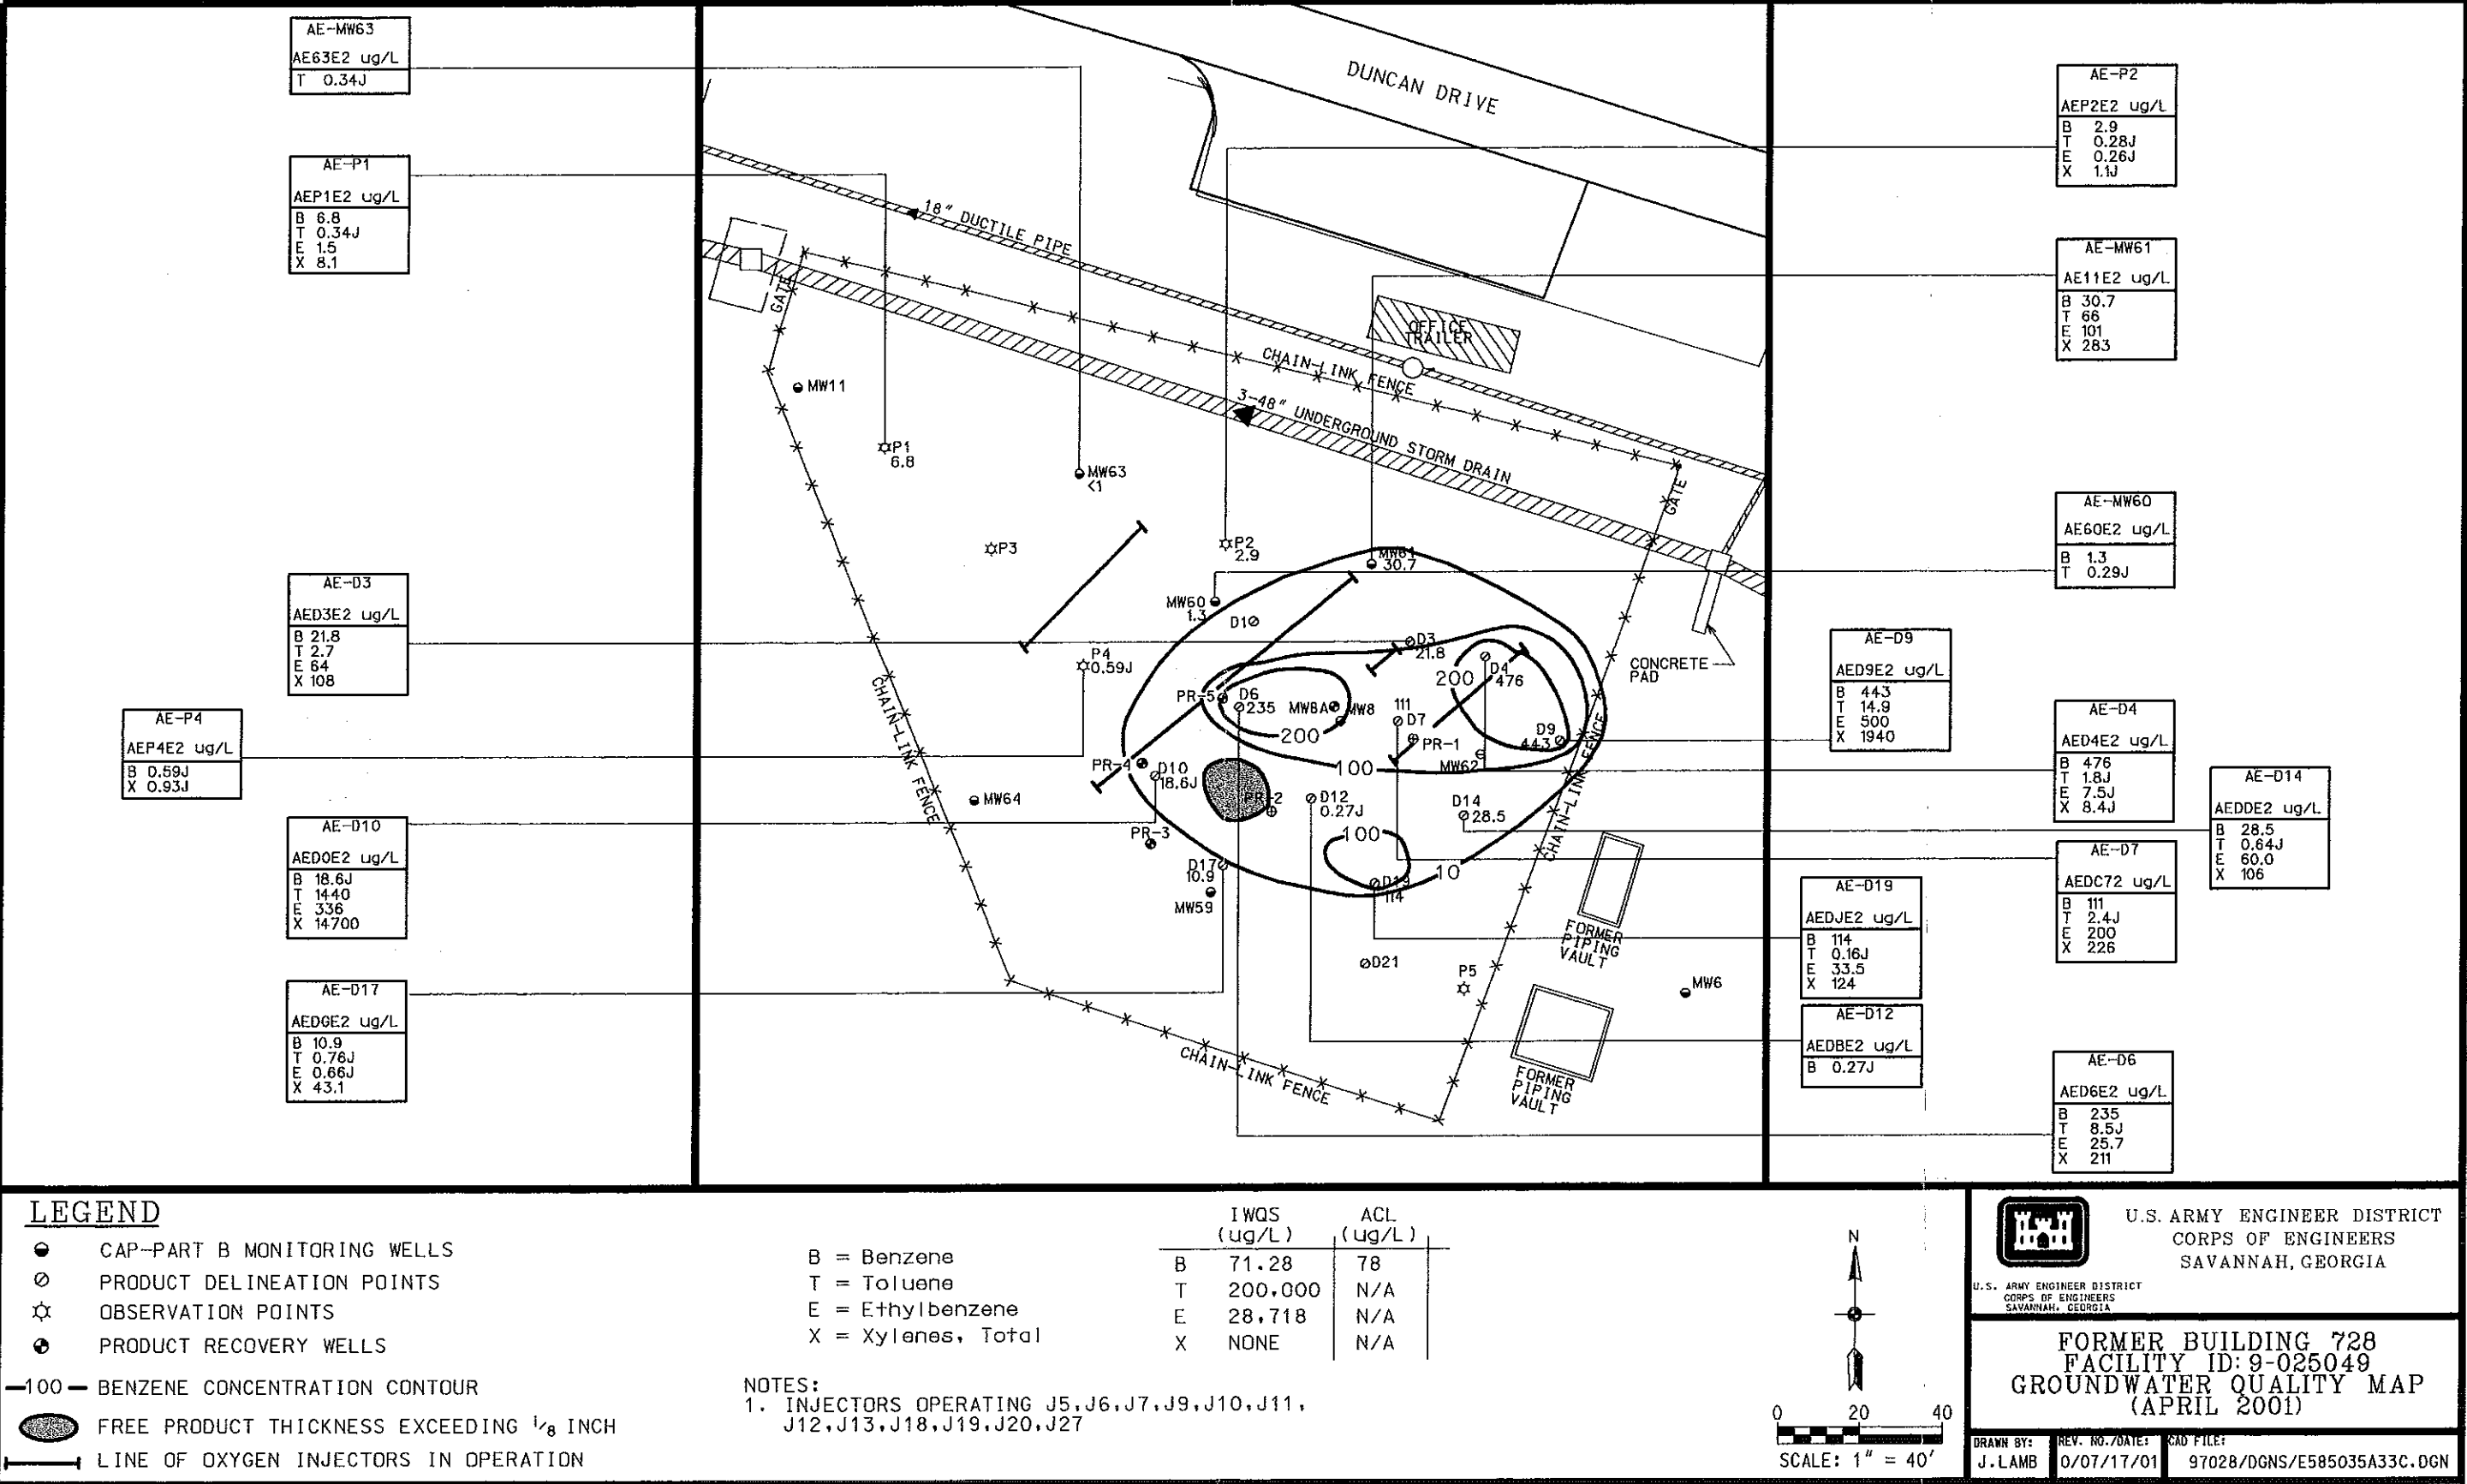 AE-MW63
AE63E2 ug/L
T 0.34J
AE-P1
AEP1E2 ug/L
B 6.8
T 0.34J
E 1.5
X 8.1
AE-D3
AED3E2 ug/L
B 21.8
T 2.7
E 64
X 108
AE-P4
AEP4E2 ug/L
B 0.59J
X 0.93J
AE-D10
AED0E2 ug/L
B 18.6J
T 1440
E 336
X 14700
AE-D17
AEDGE2 ug/L
B 10.9
T 0.76J
E 0.66J
X 43.1
DUNCAN DRIVE
18" DUCTILE PIPE
GATE
OFFICE
TRAILER
CHAIN-LINK FENCE
3-48" UNDERGROUND STORM DRAIN
GATE
MW11
P1
6.8
MW63
<1
P3
P2
2.9
MW61
30.7
MW60
1.3
D1
D3
21.8
P4
0.59J
D4
476
200
CONCRETE
PAD
PR-5
D6
235
MW8A
MW8
111
D7
200
PR-1
D9
443
MW62
100
PR-4
D10
18.6J
PR-2
D12
0.27J
D14
28.5
MW64
PR-3
100
D17
10.9
D19
114
10
MW59
CHAIN-LINK FENCE
CHAIN-LINK FENCE
FORMER
PIPING
VAULT
D21
P5
MW6
CHAIN-LINK FENCE
FORMER
PIPING
VAULT
AE-P2
AEP2E2 ug/L
B 2.9
T 0.28J
E 0.26J
X 1.1J
AE-MW61
AE11E2 ug/L
B 30.7
T 66
E 101
X 283
AE-MW60
AE60E2 ug/L
B 1.3
T 0.29J
AE-D9
AED9E2 ug/L
B 443
T 14.9
E 500
X 1940
AE-D4
AED4E2 ug/L
B 476
T 1.8J
E 7.5J
X 8.4J
AE-D14
AEDDE2 ug/L
B 28.5
T 0.64J
E 60.0
X 106
AE-D7
AEDC72 ug/L
B 111
T 2.4J
E 200
X 226
AE-D19
AEDJE2 ug/L
B 114
T 0.16J
E 33.5
X 124
AE-D12
AEDBE2 ug/L
B 0.27J
AE-D6
AED6E2 ug/L
B 235
T 8.5J
E 25.7
X 211
LEGEND
CAP-PART B MONITORING WELLS
PRODUCT DELINEATION POINTS
OBSERVATION POINTS
PRODUCT RECOVERY WELLS
100 BENZENE CONCENTRATION CONTOUR
FREE PRODUCT THICKNESS EXCEEDING 1/8 INCH
LINE OF OXYGEN INJECTORS IN OPERATION
B = Benzene
T = Toluene
E = Ethylbenzene
X = Xylenes, Total
IWQS ACL
(ug/L) (ug/L)
B 71.28 78
T 200,000 N/A
E 28,718 N/A
X NONE N/A
NOTES:
1. INJECTORS OPERATING J5,J6,J7,J9,J10,J11,
J12,J13,J18,J19,J20,J27
N
0 20 40
SCALE: 1" = 40'
U.S. ARMY ENGINEER DISTRICT
CORPS OF ENGINEERS
SAVANNAH, GEORGIA
U.S. ARMY ENGINEER DISTRICT
CORPS OF ENGINEERS
SAVANNAH, GEORGIA
FORMER BUILDING 728
FACILITY ID: 9-025049
GROUNDWATER QUALITY MAP
(APRIL 2001)
DRAWN BY:
J.LAMB
REV. NO./DATE:
0/07/17/01
CAD FILE:
97028/DGNS/E585035A33C.DGN